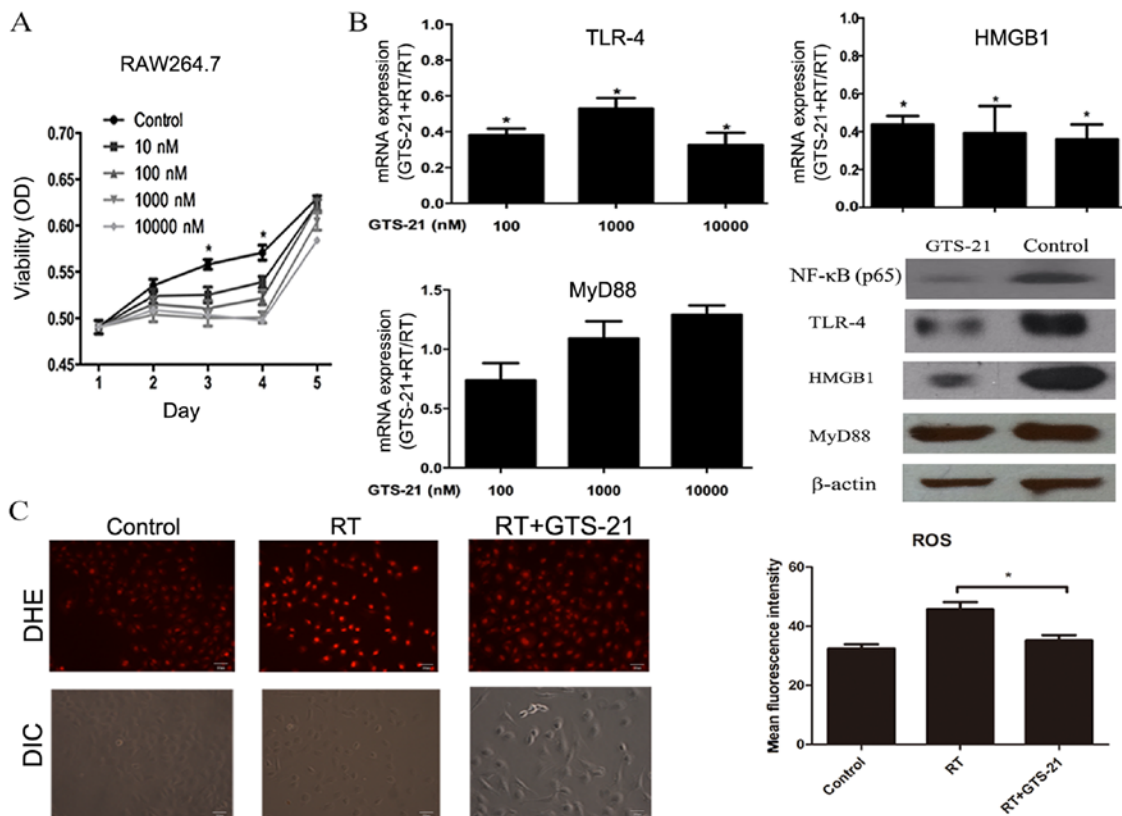 A
RAW264.7
Control
10 nM
100 nM
1000 nM
10000 nM
Viability (OD)
0.70
0.65
0.60
0.55
0.50
0.45
* *
1 2 3 4 5
Day
B
TLR-4
mRNA expression
(GTS-21+RT/RT)
1.0
0.8
0.6
0.4
0.2
0.0
* * *
GTS-21 (nM) 100 1000 10000
HMGB1
mRNA expression
(GTS-21+RT/RT)
1.0
0.8
0.6
0.4
0.2
0.0
* * *
MyD88
mRNA expression
(GTS-21+RT/RT)
1.5
1.0
0.5
0.0
GTS-21 (nM) 100 1000 10000
GTS-21 Control
NF-κB (p65)
TLR-4
HMGB1
MyD88
β-actin
C
Control RT RT+GTS-21
DHE
DIC
ROS
Mean fluorescence intensity
60
40
20
0
*
Control RT RT+GTS-21